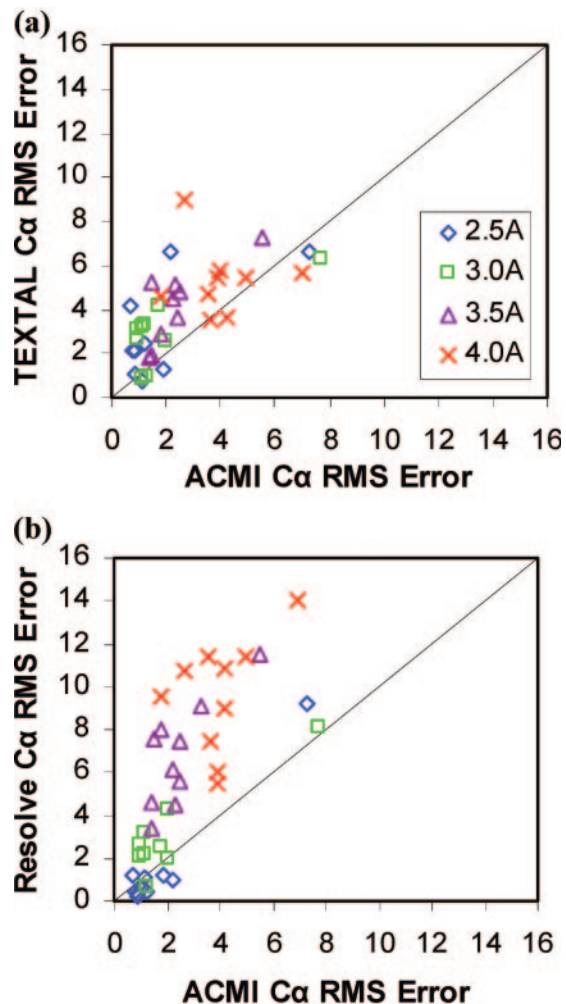 (a)
16
14
12
10
8
6
4
2
0
TEXTAL Cα RMS Error
2.5A
3.0A
3.5A
4.0A
0 2 4 6 8 10 12 14 16
ACMI Cα RMS Error
(b)
16
14
12
10
8
6
4
2
0
Resolve Cα RMS Error
0 2 4 6 8 10 12 14 16
ACMI Cα RMS Error